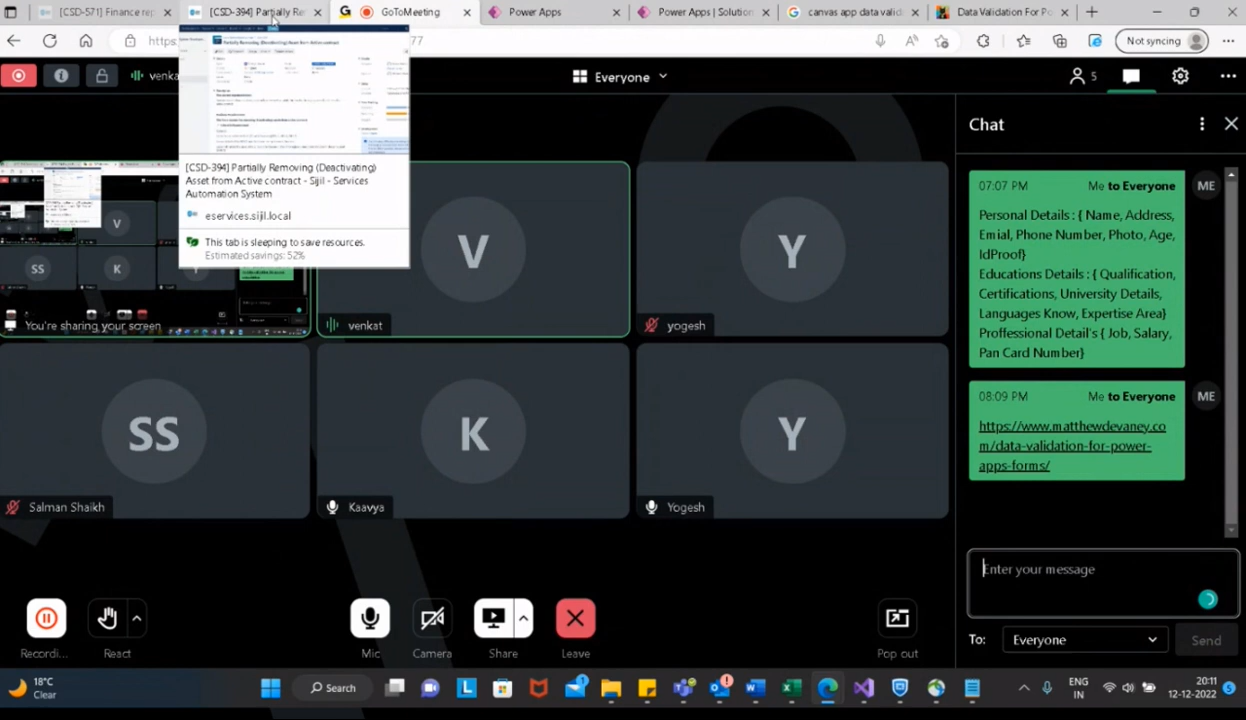 [CSD-571] Finance re
[CSD-394] Partially Re
GoToMeeting
Power Apps
Power Apps | Solution
canvas app data valid
Data Validation For Po
https:
77
Not syncing
venka
Everyone
5
[CSD-394] Partially Removing (Deactivating)
Asset from Active contract - Sijil - Services
Automation System
eservices.sijil.local
This tab is sleeping to save resources.
Estimated savings: 52%
You're sharing your screen
V
venkat
Y
yogesh
SS
Salman Shaikh
K
Kaavya
Y
Yogesh
V
SS
K
Chat
07:07 PM Me to Everyone
ME
Personal Details : { Name, Address,
Emial, Phone Number, Photo, Age,
IdProof}
Educations Details : { Qualification,
Certifications, University Details,
Languages Know, Expertise Area}
Proffessional Detail's { Job, Salary,
Pan Card Number}
08:09 PM Me to Everyone
ME
https://www.matthewdevaney.co
m/data-validation-for-power-
apps-forms/
Enter your message
To: Everyone
Send
Recordi...
React
Mic
Camera
Share
Leave
Pop out
18°C
Clear
Search
ENG
IN
20:11
12-12-2022
5